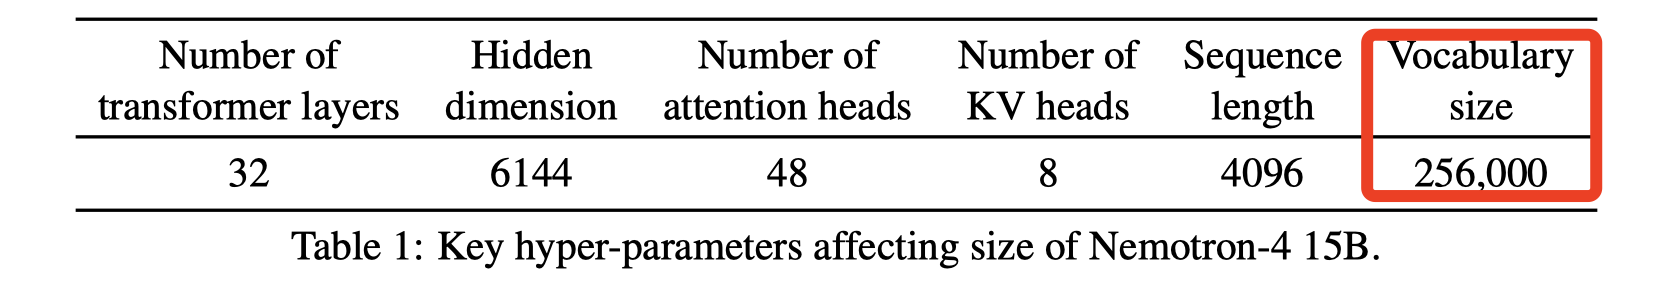 Number of transformer layers Hidden dimension Number of attention heads Number of KV heads Sequence length Vocabulary size
32 6144 48 8 4096 256,000
Table 1: Key hyper-parameters affecting size of Nemotron-4 15B.